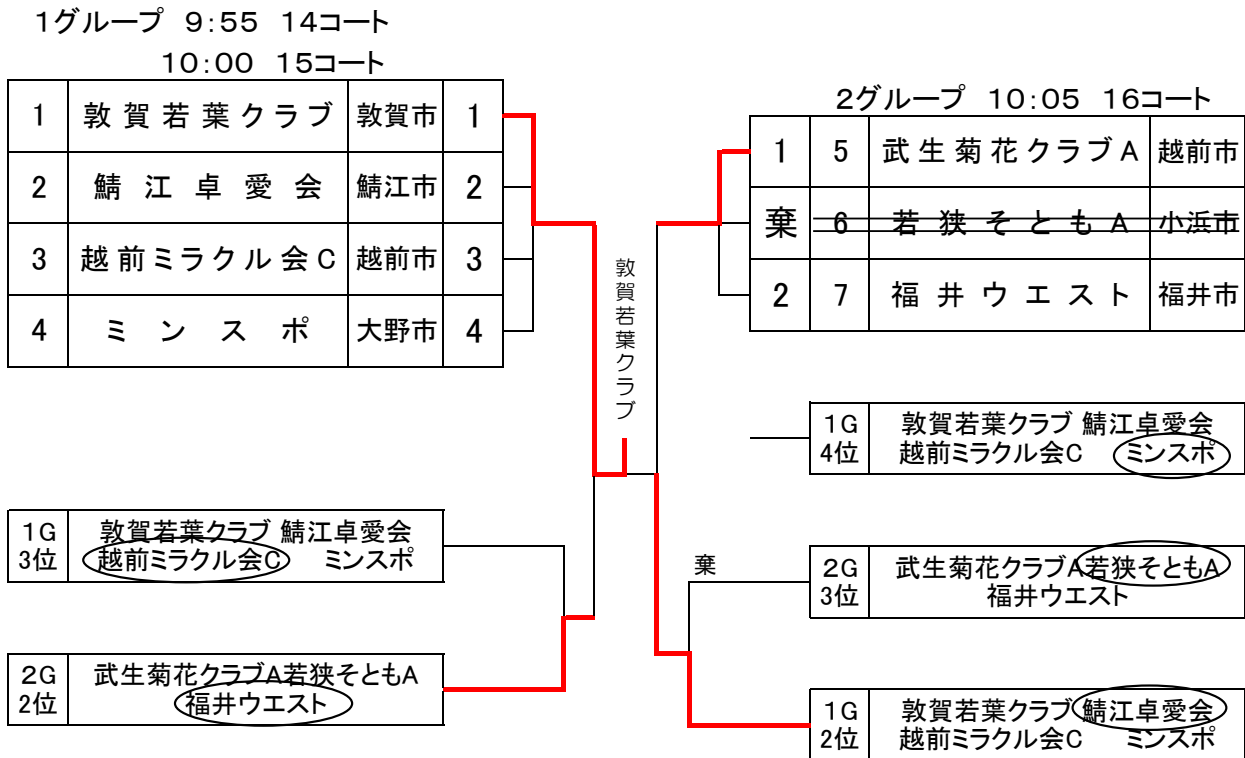 1グループ 9:55 14コート
10:00 15コート
1 敦賀若葉クラブ 敦賀市 1
2 鯖江卓愛会 鯖江市 2
3 越前ミラクル会C 越前市 3
4 ミンスポ 大野市 4
2グループ 10:05 16コート
1 5 武生菊花クラブA 越前市
棄 6 若狭そともA 小浜市
2 7 福井ウエスト 福井市
敦賀若葉クラブ
1G 敦賀若葉クラブ 鯖江卓愛会
4位 越前ミラクル会C ミンスポ
1G 敦賀若葉クラブ 鯖江卓愛会
3位 越前ミラクル会C ミンスポ
棄
2G 武生菊花クラブA若狭そともA
3位 福井ウエスト
2G 武生菊花クラブA若狭そともA
2位 福井ウエスト
1G 敦賀若葉クラブ 鯖江卓愛会
2位 越前ミラクル会C ミンスポ